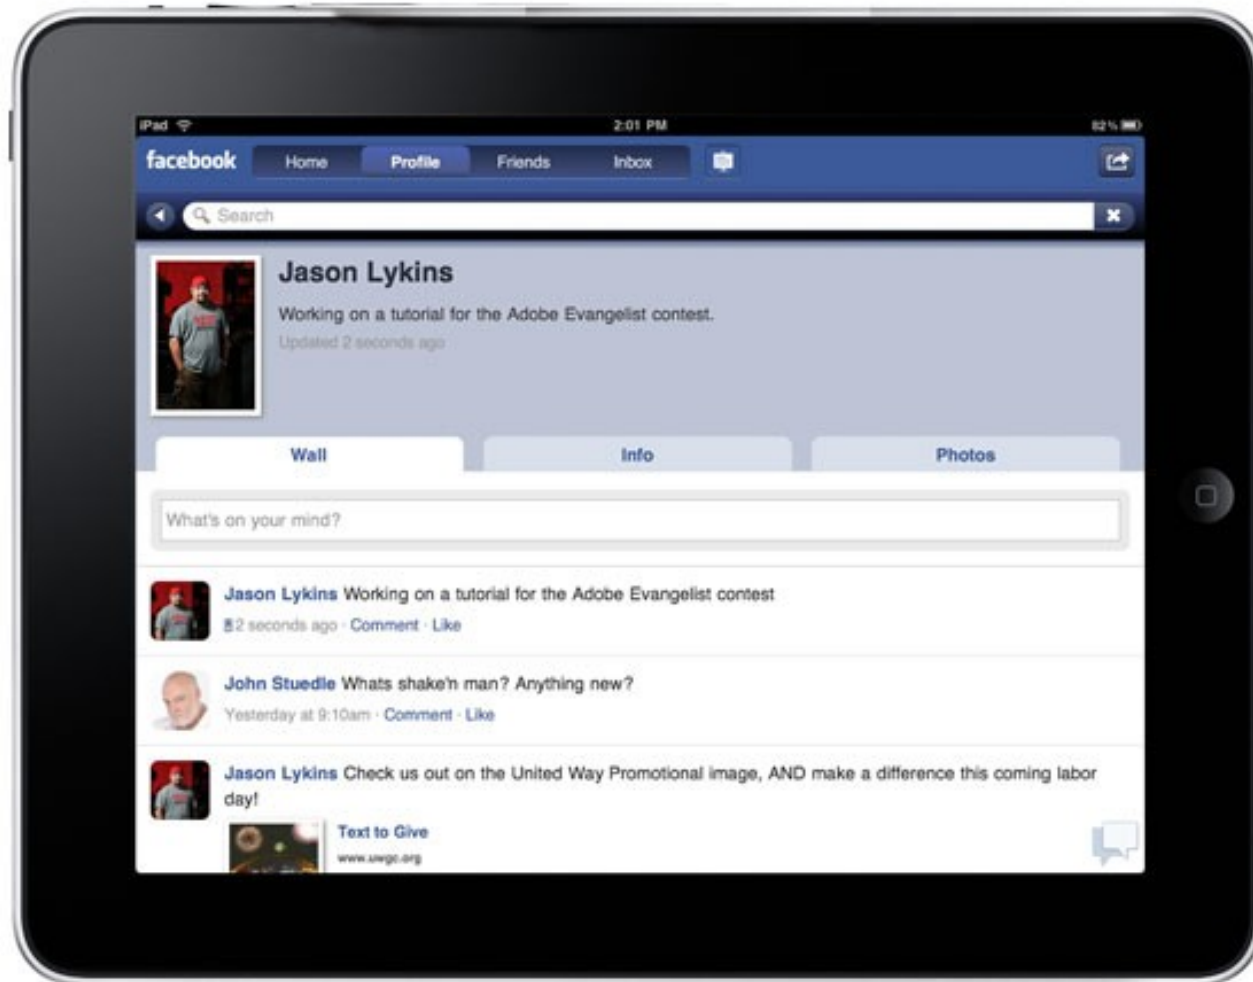 iPad 2:01 PM 82%
facebook Home Profile Friends Inbox
Search
Jason Lykins
Working on a tutorial for the Adobe Evangelist contest.
Updated 2 seconds ago
Wall Info Photos
What's on your mind?
Jason Lykins Working on a tutorial for the Adobe Evangelist contest
2 seconds ago · Comment · Like
John Stuedle Whats shake'n man? Anything new?
Yesterday at 9:10am · Comment · Like
Jason Lykins Check us out on the United Way Promotional image, AND make a difference this coming labor
day!
Text to Give
www.uwgc.org